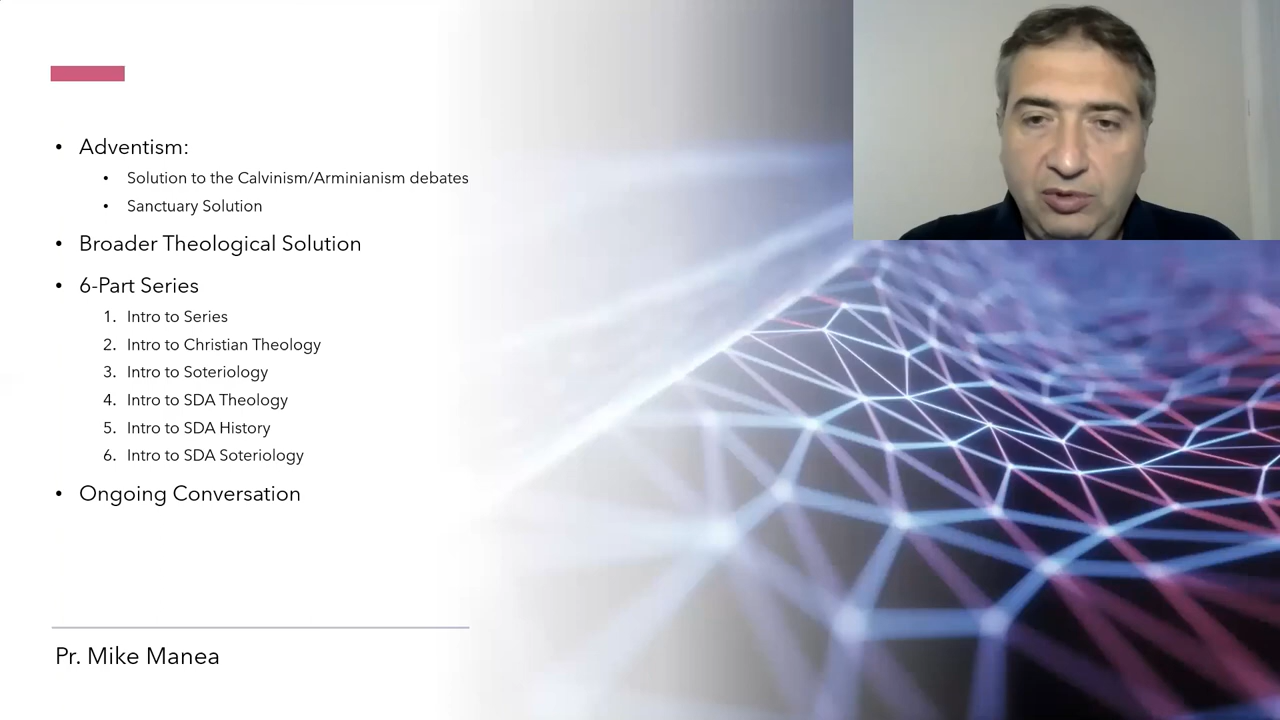 • Adventism:
• Solution to the Calvinism/Arminianism debates
• Sanctuary Solution
• Broader Theological Solution
• 6-Part Series
1. Intro to Series
2. Intro to Christian Theology
3. Intro to Soteriology
4. Intro to SDA Theology
5. Intro to SDA History
6. Intro to SDA Soteriology
• Ongoing Conversation
Pr. Mike Manea